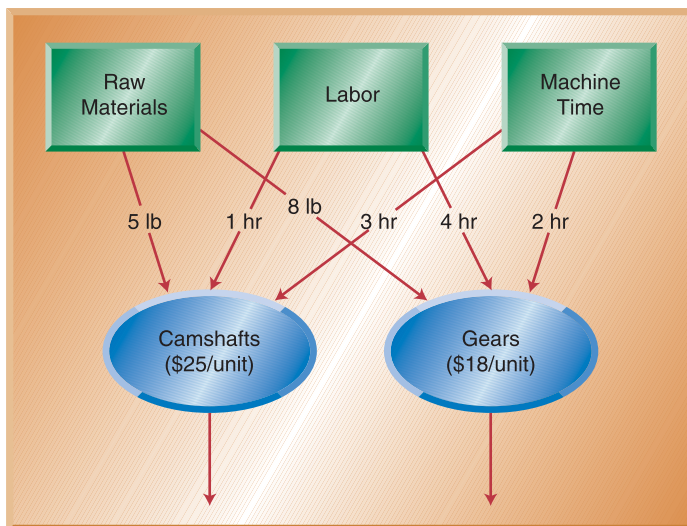 Raw
Materials
Labor
Machine
Time
5 lb
1 hr
8 lb
3 hr
4 hr
2 hr
Camshafts
($25/unit)
Gears
($18/unit)